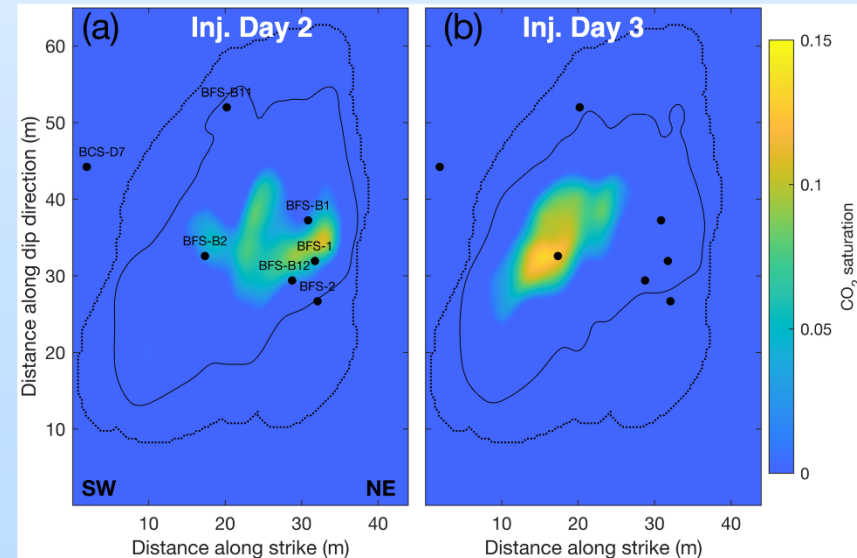 (a) Inj. Day 2
(b) Inj. Day 3
60
50
40
30
20
10
Distance along dip direction (m)
BFS-B11
BCS-D7
BFS-B1
BFS-B2
BFS-1
BFS-B12
BFS-2
SW
NE
10 20 30 40
Distance along strike (m)
10 20 30 40
Distance along strike (m)
0.15
0.1
0.05
0
CO₂ saturation